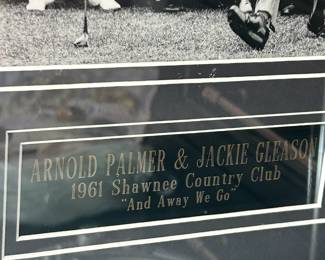 ARNOLD PALMER & JACKIE GLEASON
1961 Shawnee Country Club
"And Away We Go"